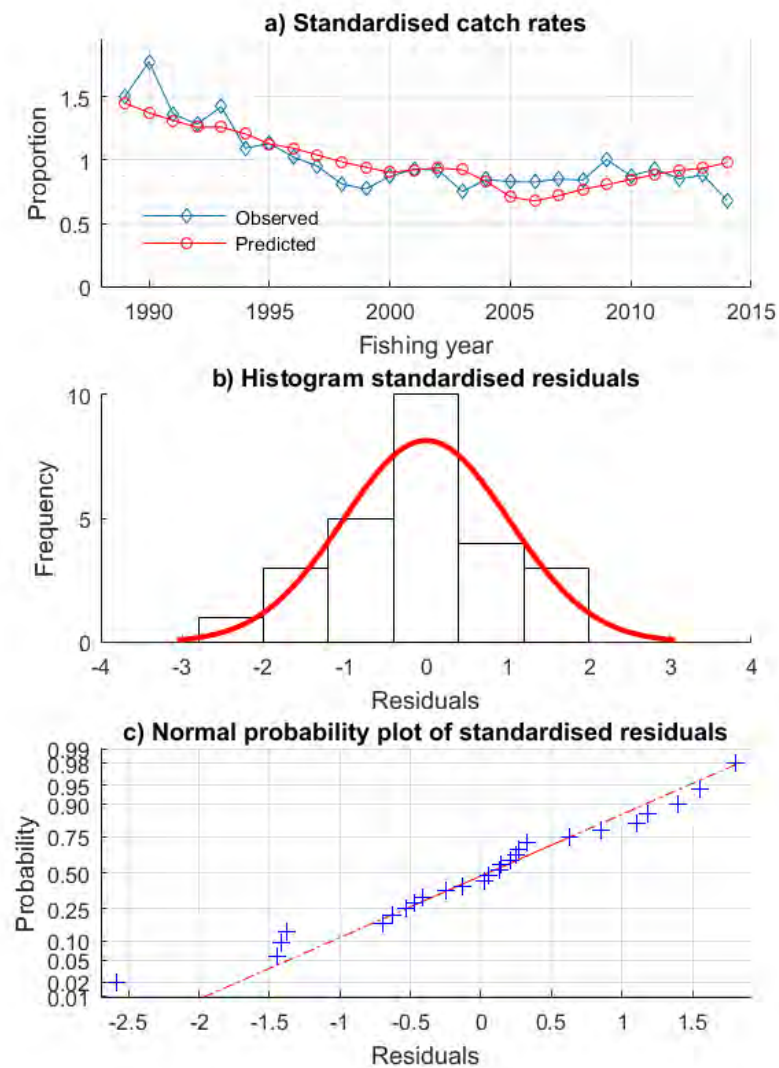 a) Standardised catch rates
1.5
1
0.5
0
Proportion
Observed
Predicted
1990 1995 2000 2005 2010 2015
Fishing year
b) Histogram standardised residuals
10
5
0
Frequency
-4 -3 -2 -1 0 1 2 3 4
Residuals
c) Normal probability plot of standardised residuals
0.99
0.98
0.95
0.90
0.75
0.50
0.25
0.10
0.05
0.02
0.01
Probability
-2.5 -2 -1.5 -1 -0.5 0 0.5 1 1.5
Residuals